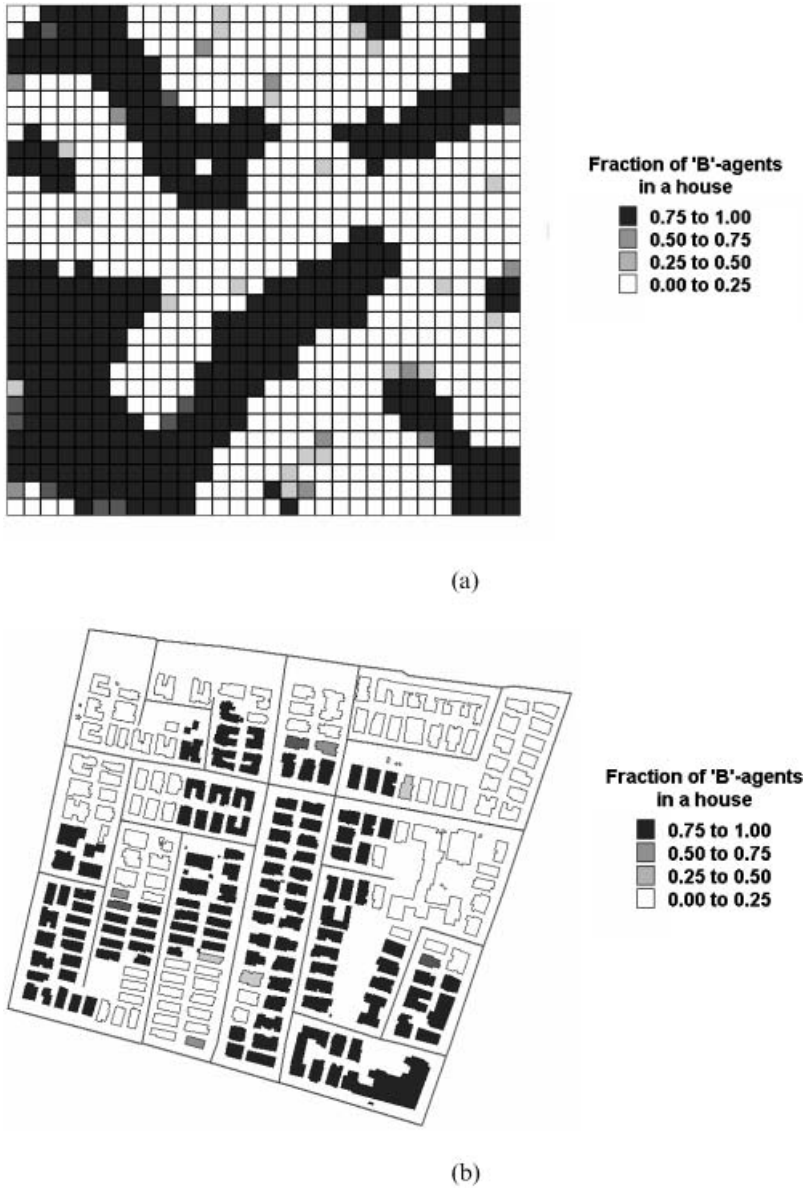 Fraction of 'B'-agents
in a house
0.75 to 1.00
0.50 to 0.75
0.25 to 0.50
0.00 to 0.25
(a)
Fraction of 'B'-agents
in a house
0.75 to 1.00
0.50 to 0.75
0.25 to 0.50
0.00 to 0.25
(b)